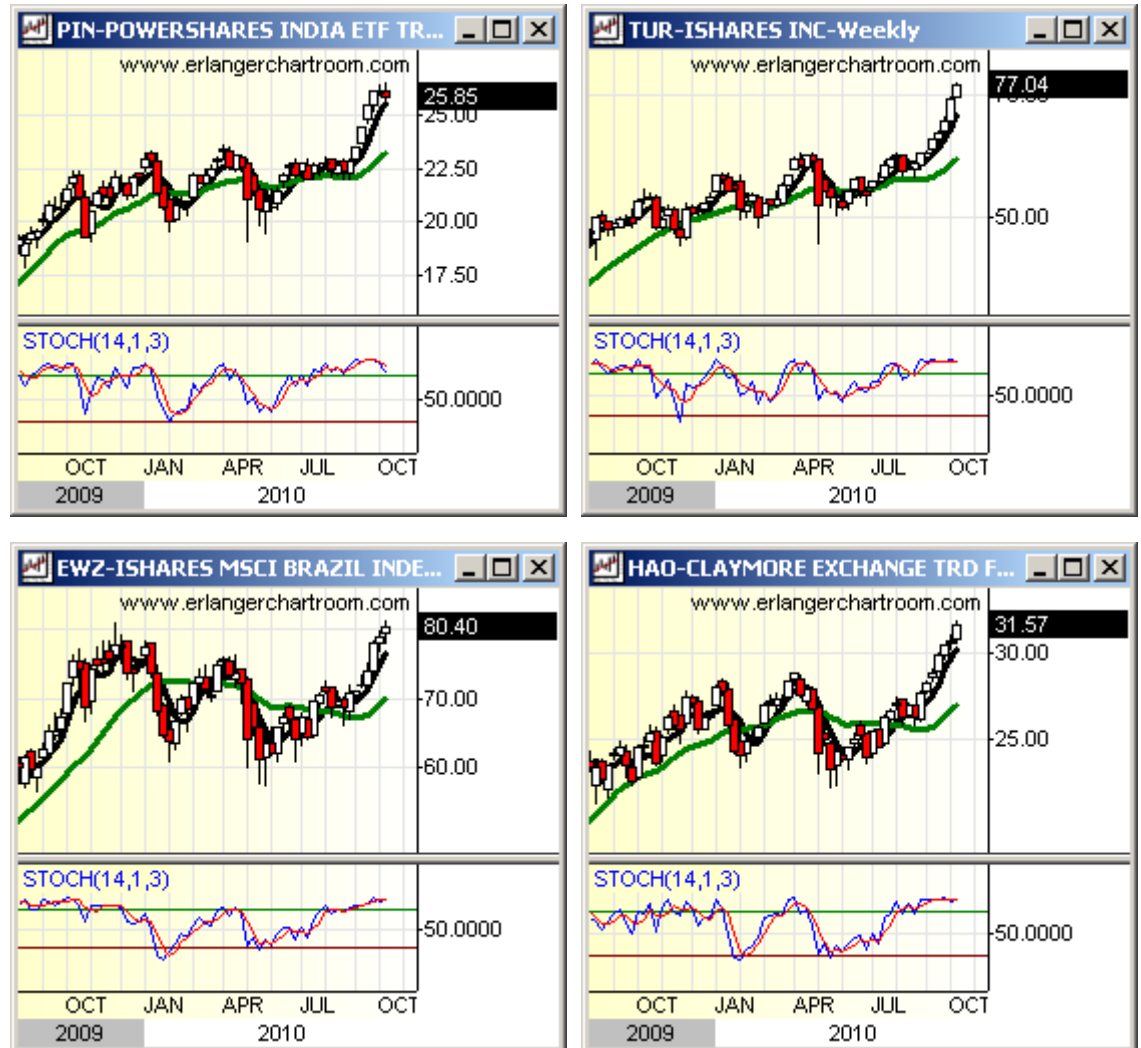 PIN-POWERSHARES INDIA ETF TR...
www.erlangerchartroom.com
25.85
25.00
22.50
20.00
17.50
STOCH(14,1,3)
50.0000
OCT JAN APR JUL OCT
2009 2010
TUR-ISHARES INC-Weekly
www.erlangerchartroom.com
77.04
50.00
STOCH(14,1,3)
50.0000
OCT JAN APR JUL OCT
2009 2010
EWZ-ISHARES MSCI BRAZIL INDE...
www.erlangerchartroom.com
80.40
70.00
60.00
STOCH(14,1,3)
50.0000
OCT JAN APR JUL OCT
2009 2010
HAO-CLAYMORE EXCHANGE TRD F...
www.erlangerchartroom.com
31.57
30.00
25.00
STOCH(14,1,3)
50.0000
OCT JAN APR JUL OCT
2009 2010